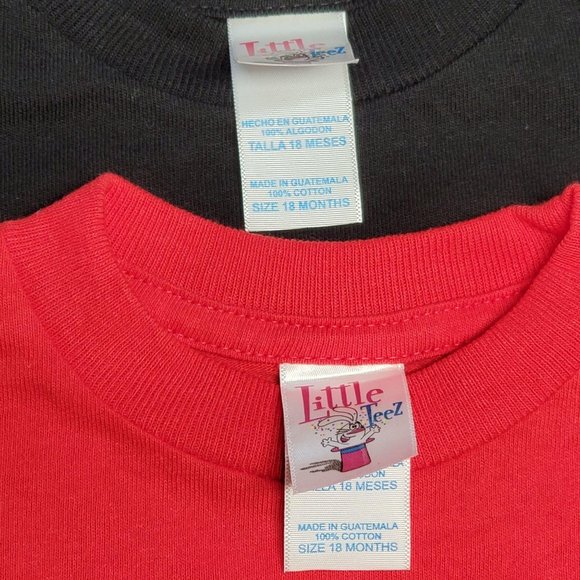 Little
Teez
HECHO EN GUATEMALA
100% ALGODON
TALLA 18 MESES
MADE IN GUATEMALA
100% COTTON
SIZE 18 MONTHS
Little
Teez
18 MESES
MADE IN GUATEMALA
100% COTTON
SIZE 18 MONTHS